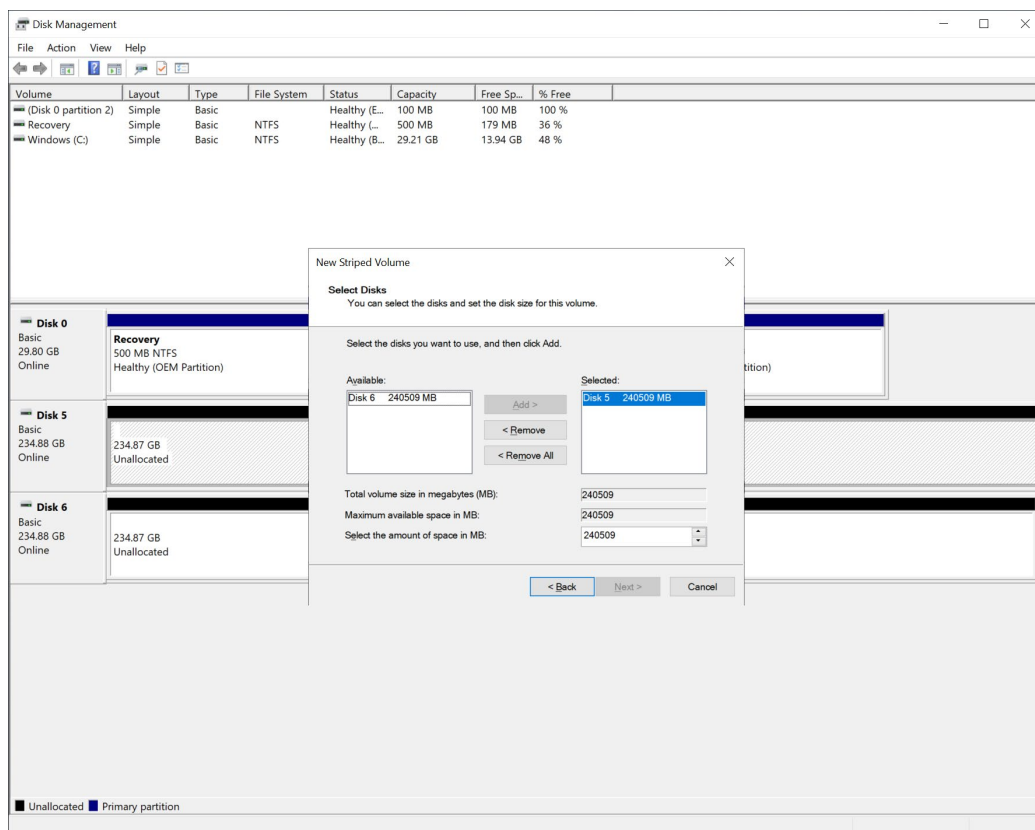 Disk Management
File Action View Help
Volume Layout Type File System Status Capacity Free Sp... % Free
(Disk 0 partition 2) Simple Basic Healthy (E... 100 MB 100 MB 100 %
Recovery Simple Basic NTFS Healthy (... 500 MB 179 MB 36 %
Windows (C:) Simple Basic NTFS Healthy (B... 29.21 GB 13.94 GB 48 %
New Striped Volume
Select Disks
You can select the disks and set the disk size for this volume.
Select the disks you want to use, and then click Add.
Available: Selected:
Disk 6 240509 MB Add > Disk 5 240509 MB
< Remove
< Remove All
Total volume size in megabytes (MB): 240509
Maximum available space in MB: 240509
Select the amount of space in MB: 240509
< Back Next > Cancel
Disk 0
Basic
29.80 GB
Online
Recovery
500 MB NTFS
Healthy (OEM Partition)
tition)
Disk 5
Basic
234.88 GB
Online
234.87 GB
Unallocated
Disk 6
Basic
234.88 GB
Online
234.87 GB
Unallocated
Unallocated Primary partition